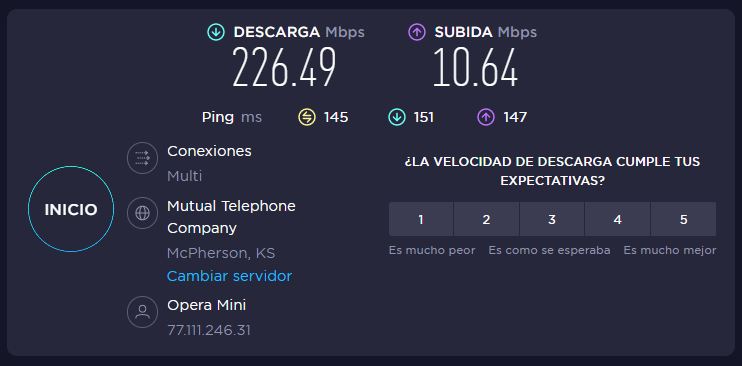 DESCARGA Mbps
226.49
SUBIDA Mbps
10.64
Ping ms 145 151 147
INICIO
Conexiones
Multi
Mutual Telephone
Company
McPherson, KS
Cambiar servidor
Opera Mini
77.111.246.31
¿LA VELOCIDAD DE DESCARGA CUMPLE TUS
EXPECTATIVAS?
1 2 3 4 5
Es mucho peor Es como se esperaba Es mucho mejor